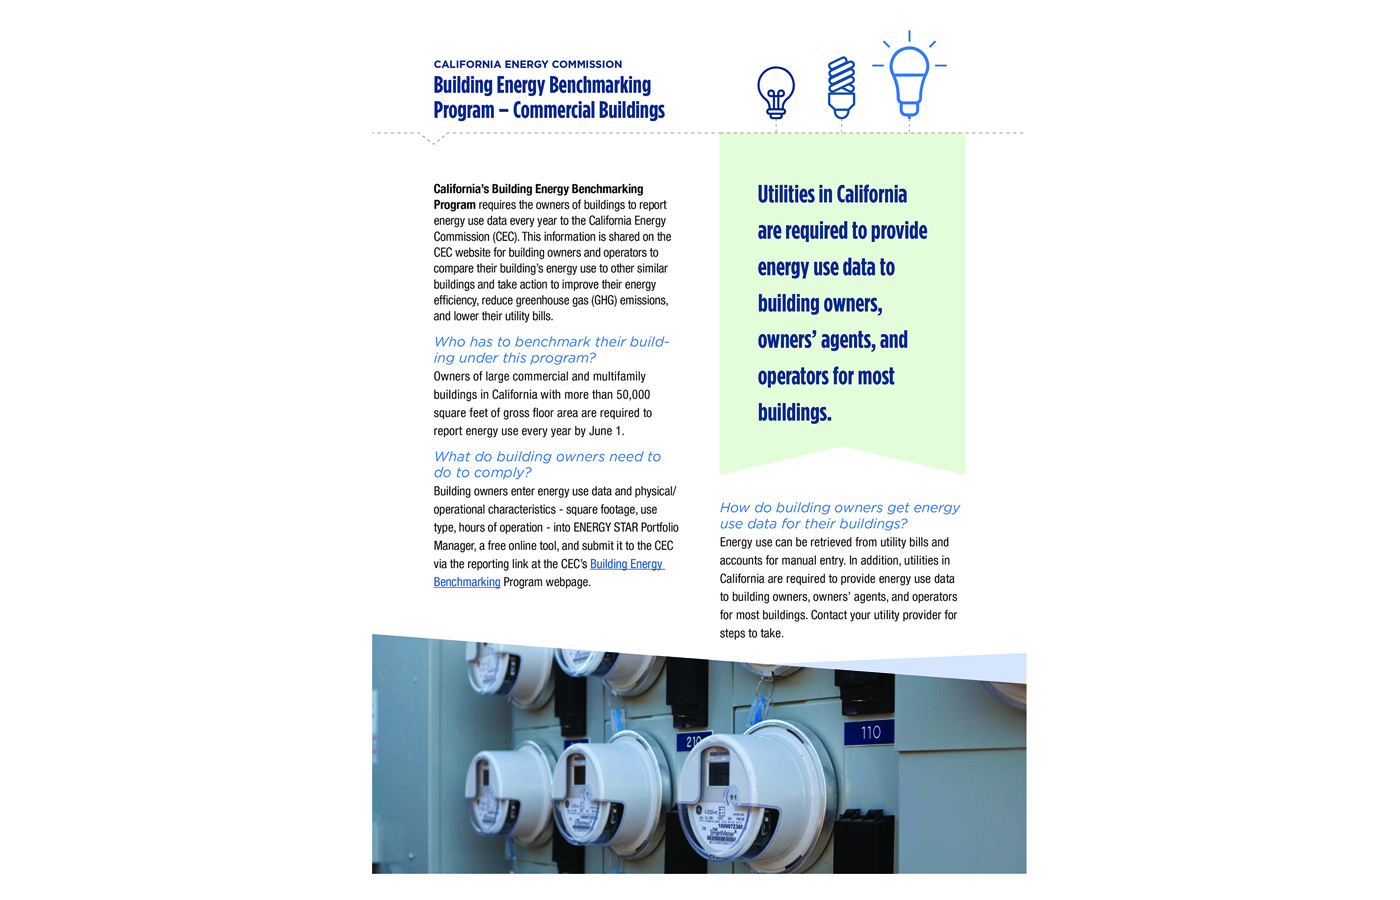 CALIFORNIA ENERGY COMMISSION
Building Energy Benchmarking
Program – Commercial Buildings
California's Building Energy Benchmarking
Program requires the owners of buildings to report
energy use data every year to the California Energy
Commission (CEC). This information is shared on the
CEC website for building owners and operators to
compare their building's energy use to other similar
buildings and take action to improve their energy
efficiency, reduce greenhouse gas (GHG) emissions,
and lower their utility bills.
Who has to benchmark their build-
ing under this program?
Owners of large commercial and multifamily
buildings in California with more than 50,000
square feet of gross floor area are required to
report energy use every year by June 1.
What do building owners need to
do to comply?
Building owners enter energy use data and physical/
operational characteristics - square footage, use
type, hours of operation - into ENERGY STAR Portfolio
Manager, a free online tool, and submit it to the CEC
via the reporting link at the CEC's Building Energy
Benchmarking Program webpage.
Utilities in California
are required to provide
energy use data to
building owners,
owners' agents, and
operators for most
buildings.
How do building owners get energy
use data for their buildings?
Energy use can be retrieved from utility bills and
accounts for manual entry. In addition, utilities in
California are required to provide energy use data
to building owners, owners' agents, and operators
for most buildings. Contact your utility provider for
steps to take.
210
110
SmartMeter